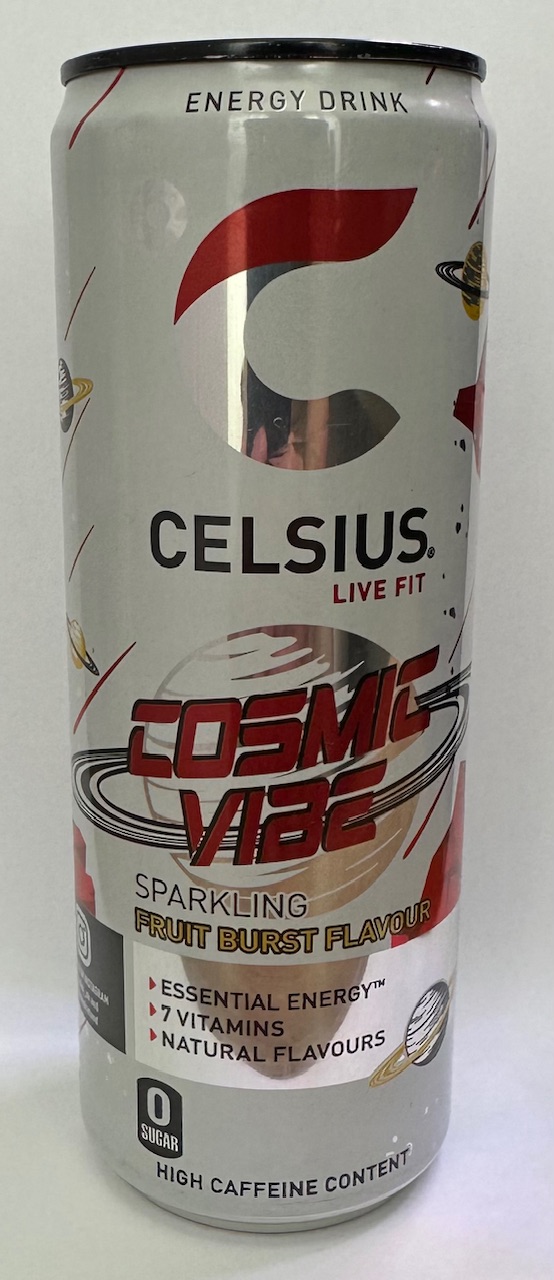 ENERGY DRINK
CELSIUS®
LIVE FIT
COSMIC
VIBE
SPARKLING
FRUIT BURST FLAVOUR
ESSENTIAL ENERGY™
7 VITAMINS
NATURAL FLAVOURS
0
SUGAR
HIGH CAFFEINE CONTENT